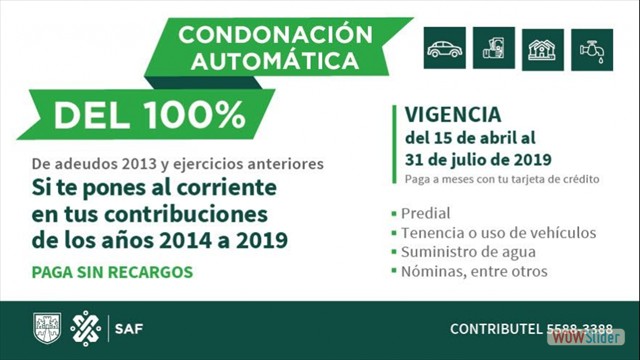 CONDONACIÓN
AUTOMÁTICA
DEL 100%
De adeudos 2013 y ejercicios anteriores
Si te pones al corriente
en tus contribuciones
de los años 2014 a 2019
PAGA SIN RECARGOS
VIGENCIA
del 15 de abril al
31 de julio de 2019
Paga a meses con tu tarjeta de crédito
Predial
Tenencia o uso de vehículos
Suministro de agua
Nóminas, entre otros
SAF
CONTRIBUTEL 5588-3388
WOWSlider